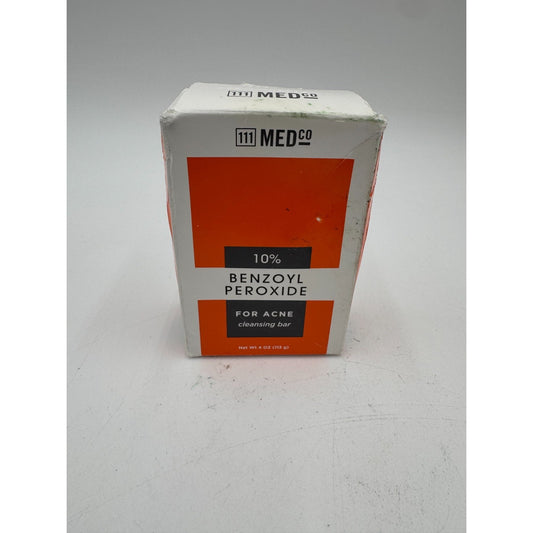 111 MEDCO
111 MEDCO
10%
BENZOYL
PEROXIDE
FOR ACNE
cleansing bar
Net Wt 4 OZ (113 g)